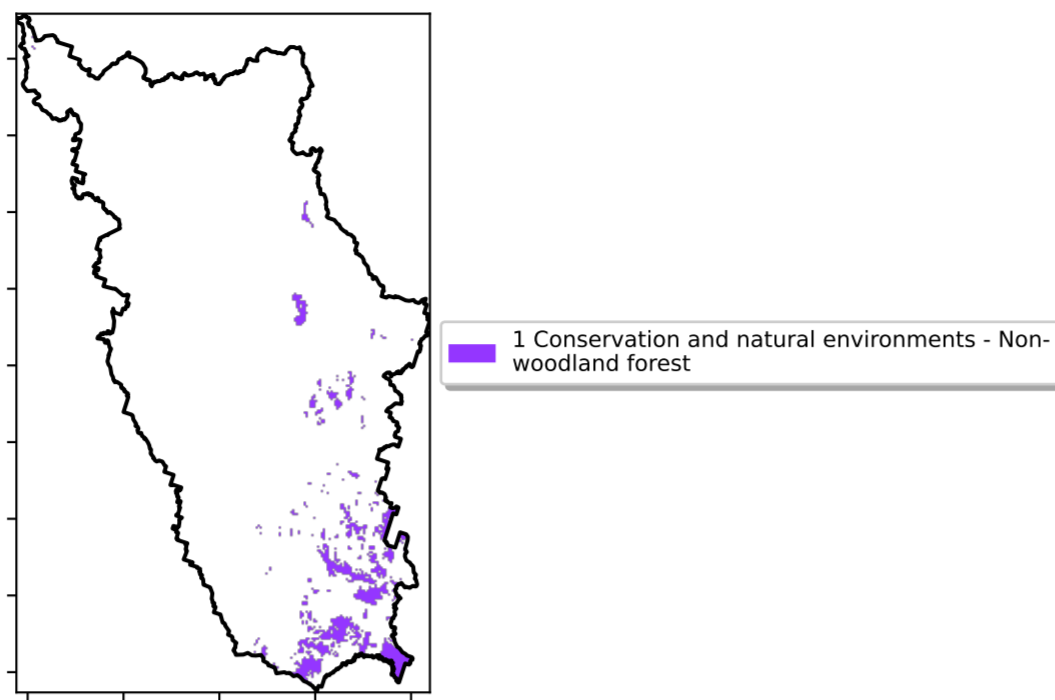 1 Conservation and natural environments - Non-
woodland forest